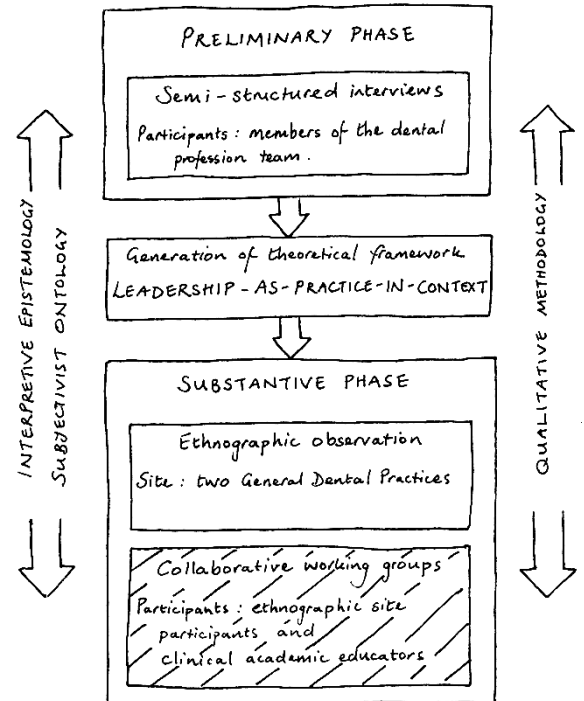 PRELIMINARY PHASE
Semi-structured interviews
Participants : members of the dental
profession team.
Generation of theoretical framework
LEADERSHIP-AS-PRACTICE-IN-CONTEXT
SUBSTANTIVE PHASE
Ethnographic observation
Site : two General Dental Practices
Collaborative working groups
Participants : ethnographic site
participants and
clinical academic educators
INTERPRETIVE EPISTEMOLOGY
SUBJECTIVIST ONTOLOGY
QUALITATIVE METHODOLOGY